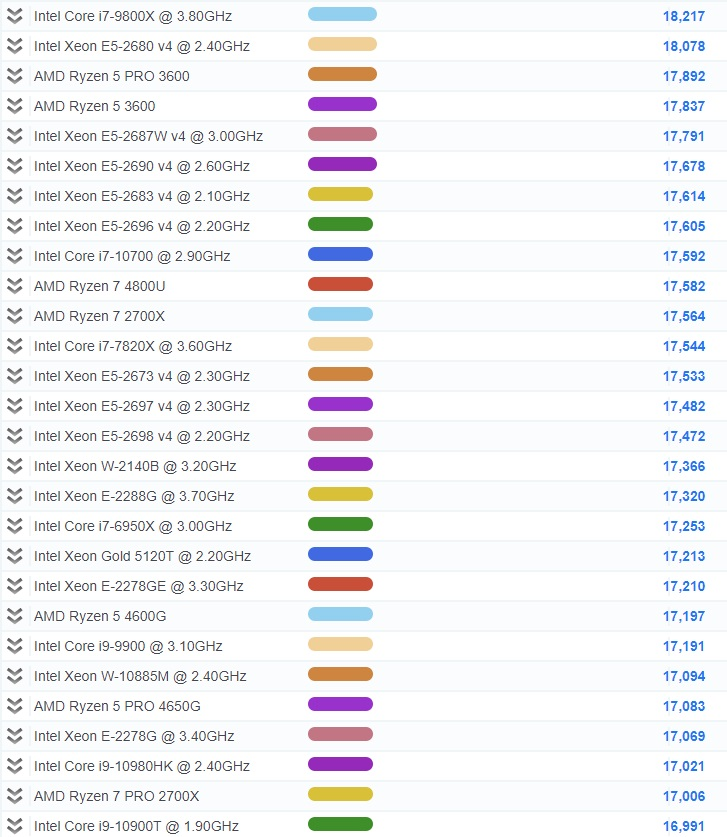 Intel Core i7-9800X @ 3.80GHz 18,217
Intel Xeon E5-2680 v4 @ 2.40GHz 18,078
AMD Ryzen 5 PRO 3600 17,892
AMD Ryzen 5 3600 17,837
Intel Xeon E5-2687W v4 @ 3.00GHz 17,791
Intel Xeon E5-2690 v4 @ 2.60GHz 17,678
Intel Xeon E5-2683 v4 @ 2.10GHz 17,614
Intel Xeon E5-2696 v4 @ 2.20GHz 17,605
Intel Core i7-10700 @ 2.90GHz 17,592
AMD Ryzen 7 4800U 17,582
AMD Ryzen 7 2700X 17,564
Intel Core i7-7820X @ 3.60GHz 17,544
Intel Xeon E5-2673 v4 @ 2.30GHz 17,533
Intel Xeon E5-2697 v4 @ 2.30GHz 17,482
Intel Xeon E5-2698 v4 @ 2.20GHz 17,472
Intel Xeon W-2140B @ 3.20GHz 17,366
Intel Xeon E-2288G @ 3.70GHz 17,320
Intel Core i7-6950X @ 3.00GHz 17,253
Intel Xeon Gold 5120T @ 2.20GHz 17,213
Intel Xeon E-2278GE @ 3.30GHz 17,210
AMD Ryzen 5 4600G 17,197
Intel Core i9-9900 @ 3.10GHz 17,191
Intel Xeon W-10885M @ 2.40GHz 17,094
AMD Ryzen 5 PRO 4650G 17,083
Intel Xeon E-2278G @ 3.40GHz 17,069
Intel Core i9-10980HK @ 2.40GHz 17,021
AMD Ryzen 7 PRO 2700X 17,006
Intel Core i9-10900T @ 1.90GHz 16,991